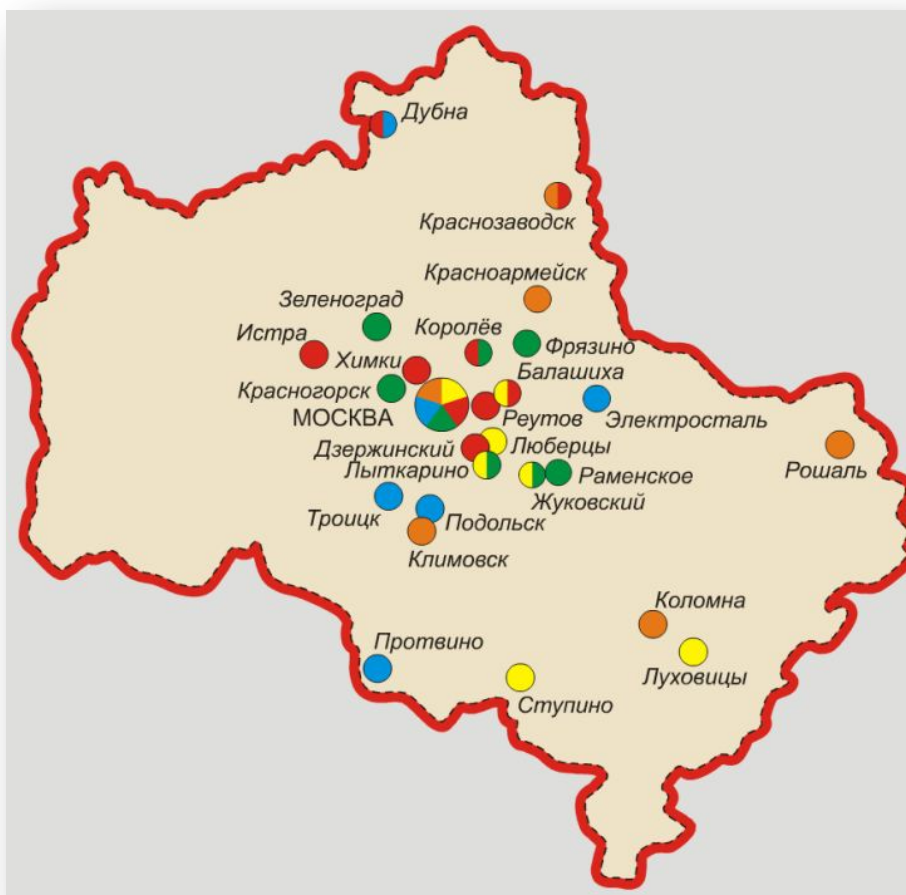 Дубна
Краснозаводск
Красноармейск
Зеленоград
Истра
Королёв
Химки
Фрязино
Балашиха
Красногорск
МОСКВА
Реутов
Электросталь
Дзержинский
Люберцы
Лыткарино
Раменское
Рошаль
Жуковский
Троицк
Подольск
Климовск
Коломна
Протвино
Луховицы
Ступино